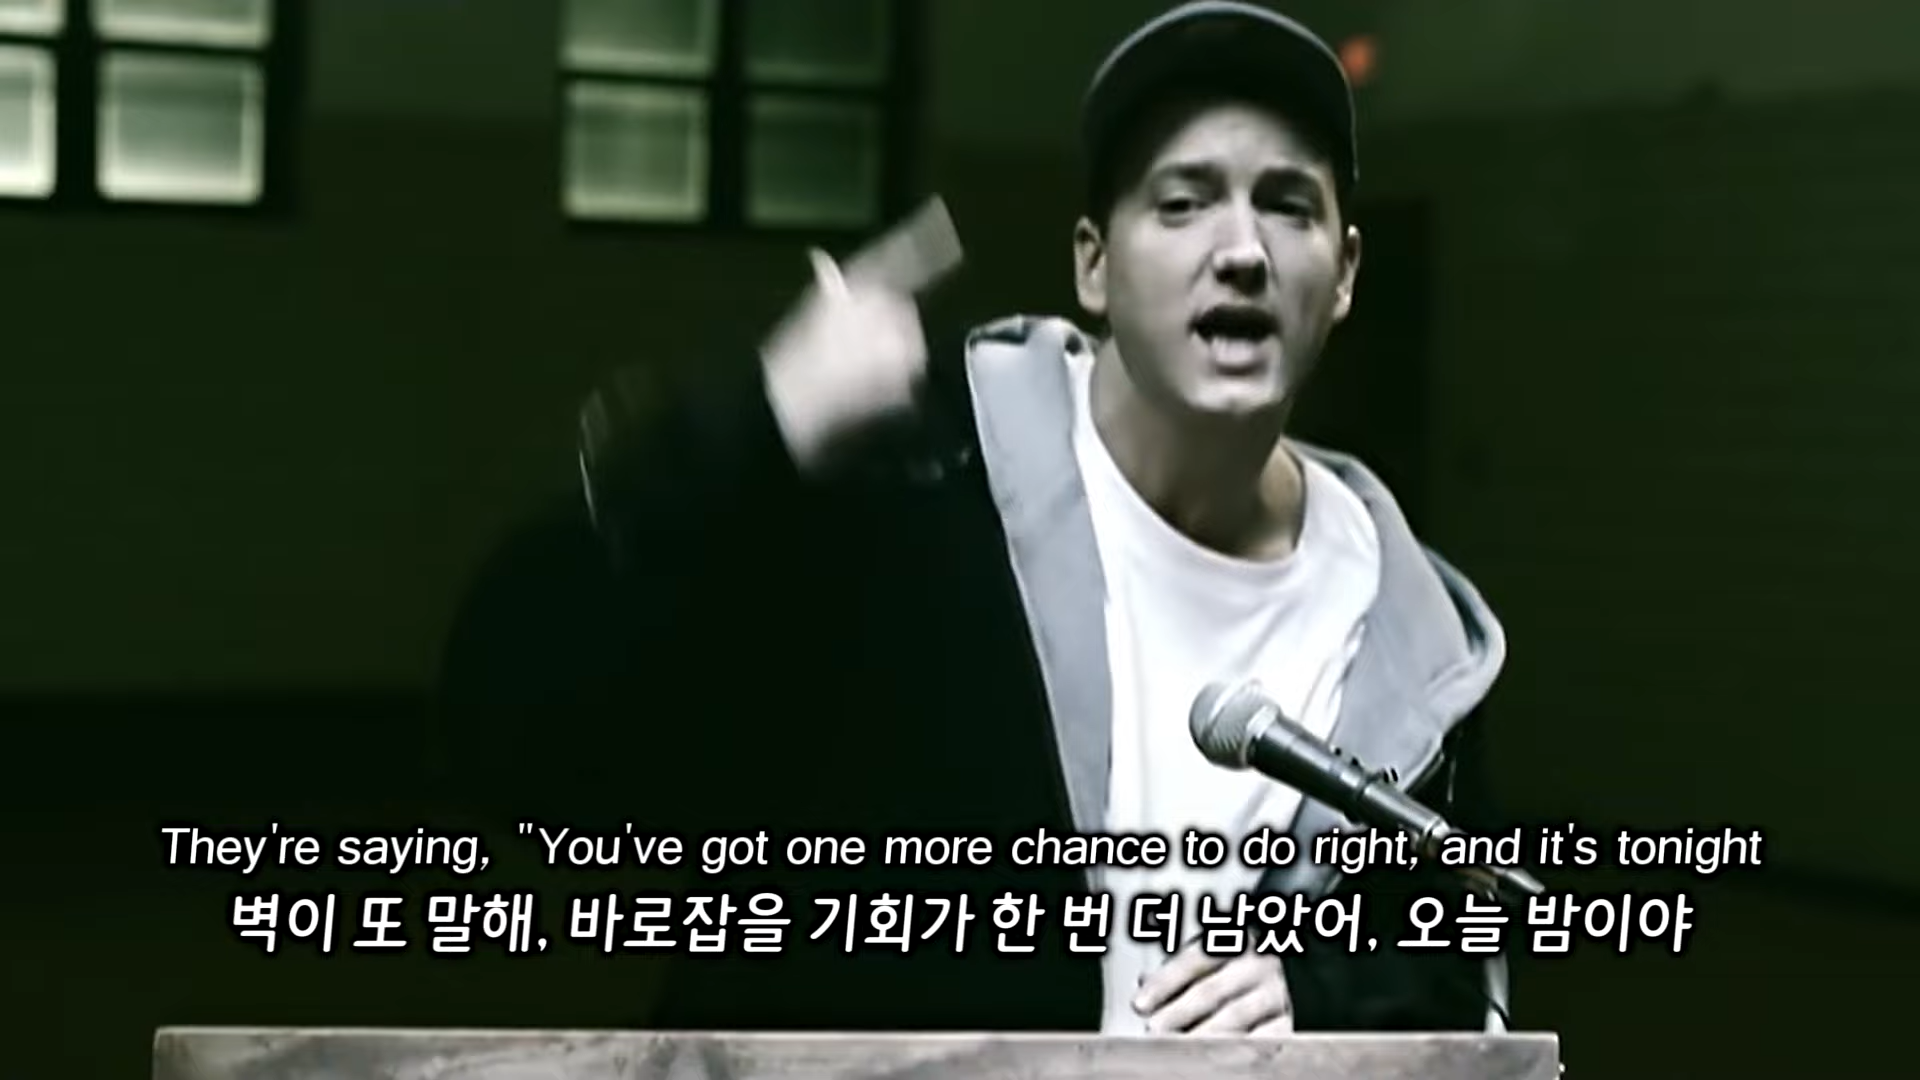 They're saying, "You've got one more chance to do right, and it's tonight
벽이 또 말해, 바로잡을 기회가 한 번 더 남았어, 오늘 밤이야